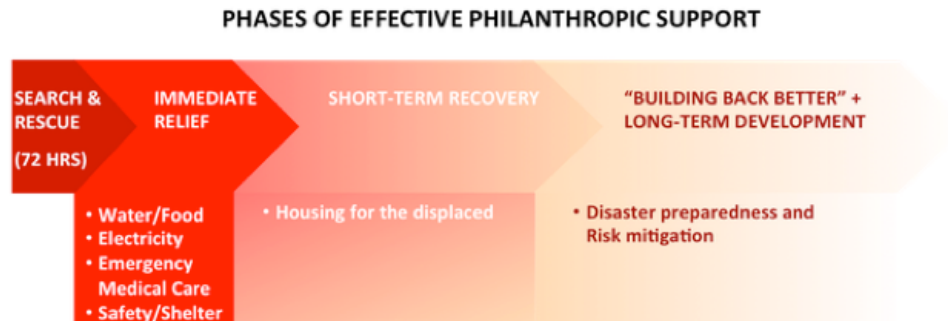 PHASES OF EFFECTIVE PHILANTHROPIC SUPPORT
SEARCH &
RESCUE
(72 HRS)
IMMEDIATE
RELIEF
SHORT-TERM RECOVERY
“BUILDING BACK BETTER” +
LONG-TERM DEVELOPMENT
• Water/Food
• Electricity
• Emergency
Medical Care
• Safety/Shelter
• Housing for the displaced
• Disaster preparedness and
Risk mitigation